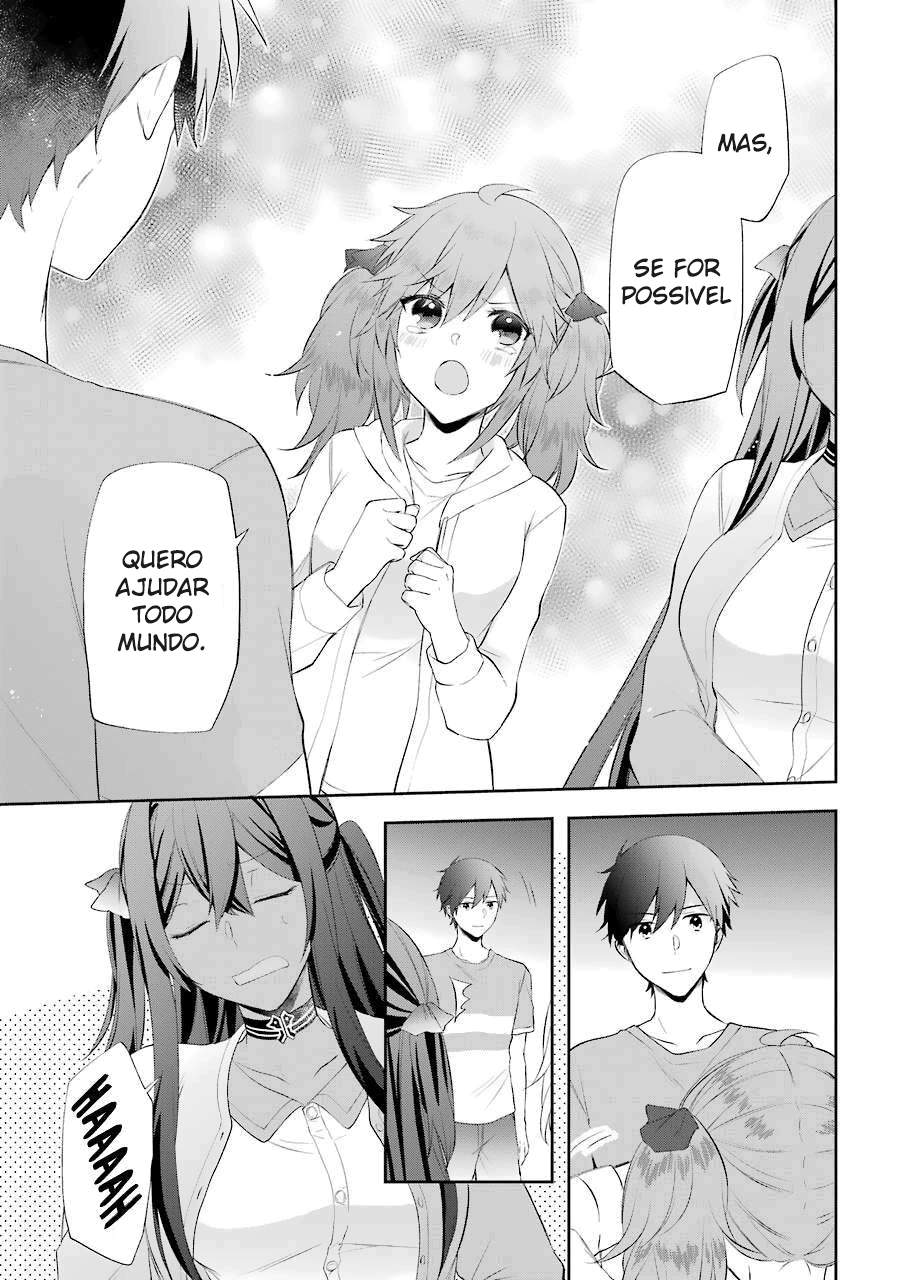 MAS,
SE FOR
POSSIVEL
QUERO
AJUDAR
TODO
MUNDO.
HAAAAH